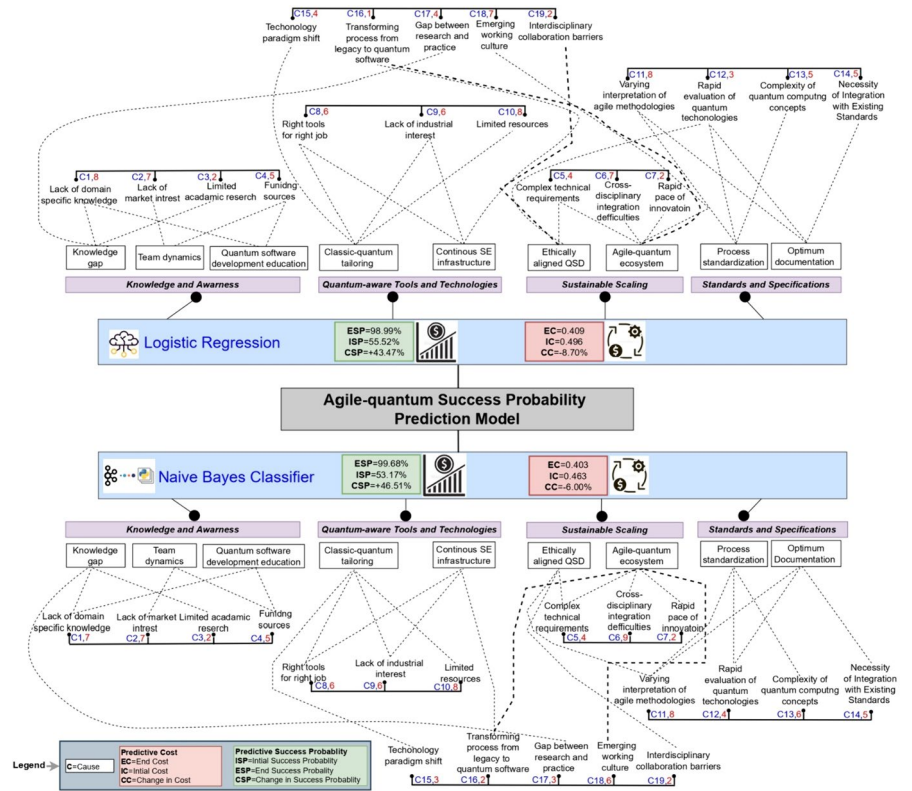 C15,4 C16,1 C17,4 C18,7 C19,2
Techonology
paradigm shift
Transforming
process from
legacy to quantum
software
Gap between
research and
practice
Emerging
working
culture
Interdisciplinary
collaboration barriers
C11,8 C12,3 C13,5 C14,5
Varying
interpretation of
agile methodologies
Rapid
evaluation of
quantum
techonologies
Complexity of
quantum computng
concepts
Necessity
of Integration
with Existing
Standards
C8,6 C9,6 C10,8
Right tools
for right job
Lack of industrial
interest
Limited resources
C1,8 C2,7 C3,2 C4,5
Lack of domain
specific knowledge
Lack of
market intrest
Limited
acadamic reserch
Funidng
sources
C5,4 C6,7 C7,2
Complex technical
requirements
Cross-
disciplinary
integration
defficulties
Rapid
pace of
innovatoin
Knowledge
gap
Team dynamics
Quantum software
development education
Classic-quantum
tailoring
Continous SE
infrastructure
Ethically
aligned QSD
Agile-quantum
ecosystem
Process
standardization
Optimum
documentation
Knowledge and Awarness
Quantum-aware Tools and Technologies
Sustainable Scaling
Standards and Specifications
Logistic Regression
ESP=98.99%
ISP=55.52%
CSP=+43.47%
EC=0.409
IC=0.496
CC=-8.70%
Agile-quantum Success Probability
Prediction Model
Naive Bayes Classifier
ESP=99.68%
ISP=53.17%
CSP=+46.51%
EC=0.403
IC=0.463
CC=-6.00%
Knowledge and Awarness
Quantum-aware Tools and Technologies
Sustainable Scaling
Standards and Specifications
Knowledge
gap
Team
dynamics
Quantum software
development education
Classic-quantum
tailoring
Continous SE
infrastructure
Ethically
aligned QSD
Agile-quantum
ecosystem
Process
standardization
Optimum
Documentation
Lack of domain
specific knowledge
Lack of market
intrest
Limited acadamic
reserch
Funidng
sources
C1,7 C2,7 C3,2 C4,5
Complex
technical
requirements
Cross-
disciplinary
integration
defficulties
Rapid
pace of
innovatoin
C5,4 C6,9 C7,2
Right tools
for right job
Lack of industrial
interest
Limited
resources
C8,6 C9,6 C10,8
Varying
interpretation of
agile methodologies
Rapid
evaluation of
quantum
techonologies
Complexity of
quantum computng
concepts
Necessity
of Integration
with Existing
Standards
C11,8 C12,4 C13,6 C14,5
Techonology
paradigm shift
Transforming
process from
legacy to
quantum software
Gap between
research and
practice
Emerging
working
culture
Interdisciplinary
collaboration barriers
C15,3 C16,2 C17,3 C18,6 C19,2
Legend
C=Cause
Predictive Cost
EC=End Cost
IC=Intial Cost
CC=Change in Cost
Predictive Success Probablity
ISP=Intial Success Probablity
ESP=End Success Probality
CSP=Change in Success Probablity